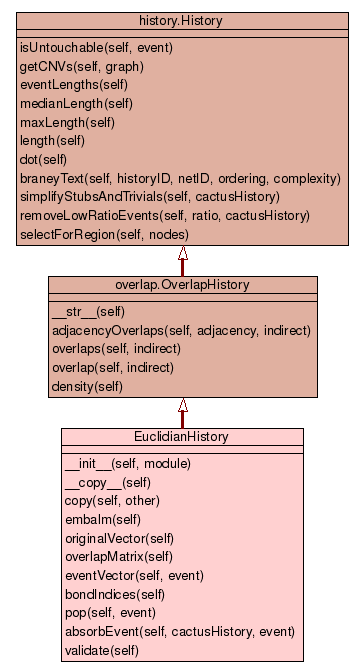 history.History
isUntouchable(self, event)
getCNVs(self, graph)
eventLengths(self)
medianLength(self)
maxLength(self)
length(self)
dot(self)
braneyText(self, historyID, netID, ordering, complexity)
simplifyStubsAndTrivials(self, cactusHistory)
removeLowRatioEvents(self, ratio, cactusHistory)
selectForRegion(self, nodes)
overlap.OverlapHistory
__str__(self)
adjacencyOverlaps(self, adjacency, indirect)
overlaps(self, indirect)
overlap(self, indirect)
density(self)
EuclidianHistory
__init__(self, module)
__copy__(self)
copy(self, other)
embalm(self)
originalVector(self)
overlapMatrix(self)
eventVector(self, event)
bondIndices(self)
pop(self, event)
absorbEvent(self, cactusHistory, event)
validate(self)